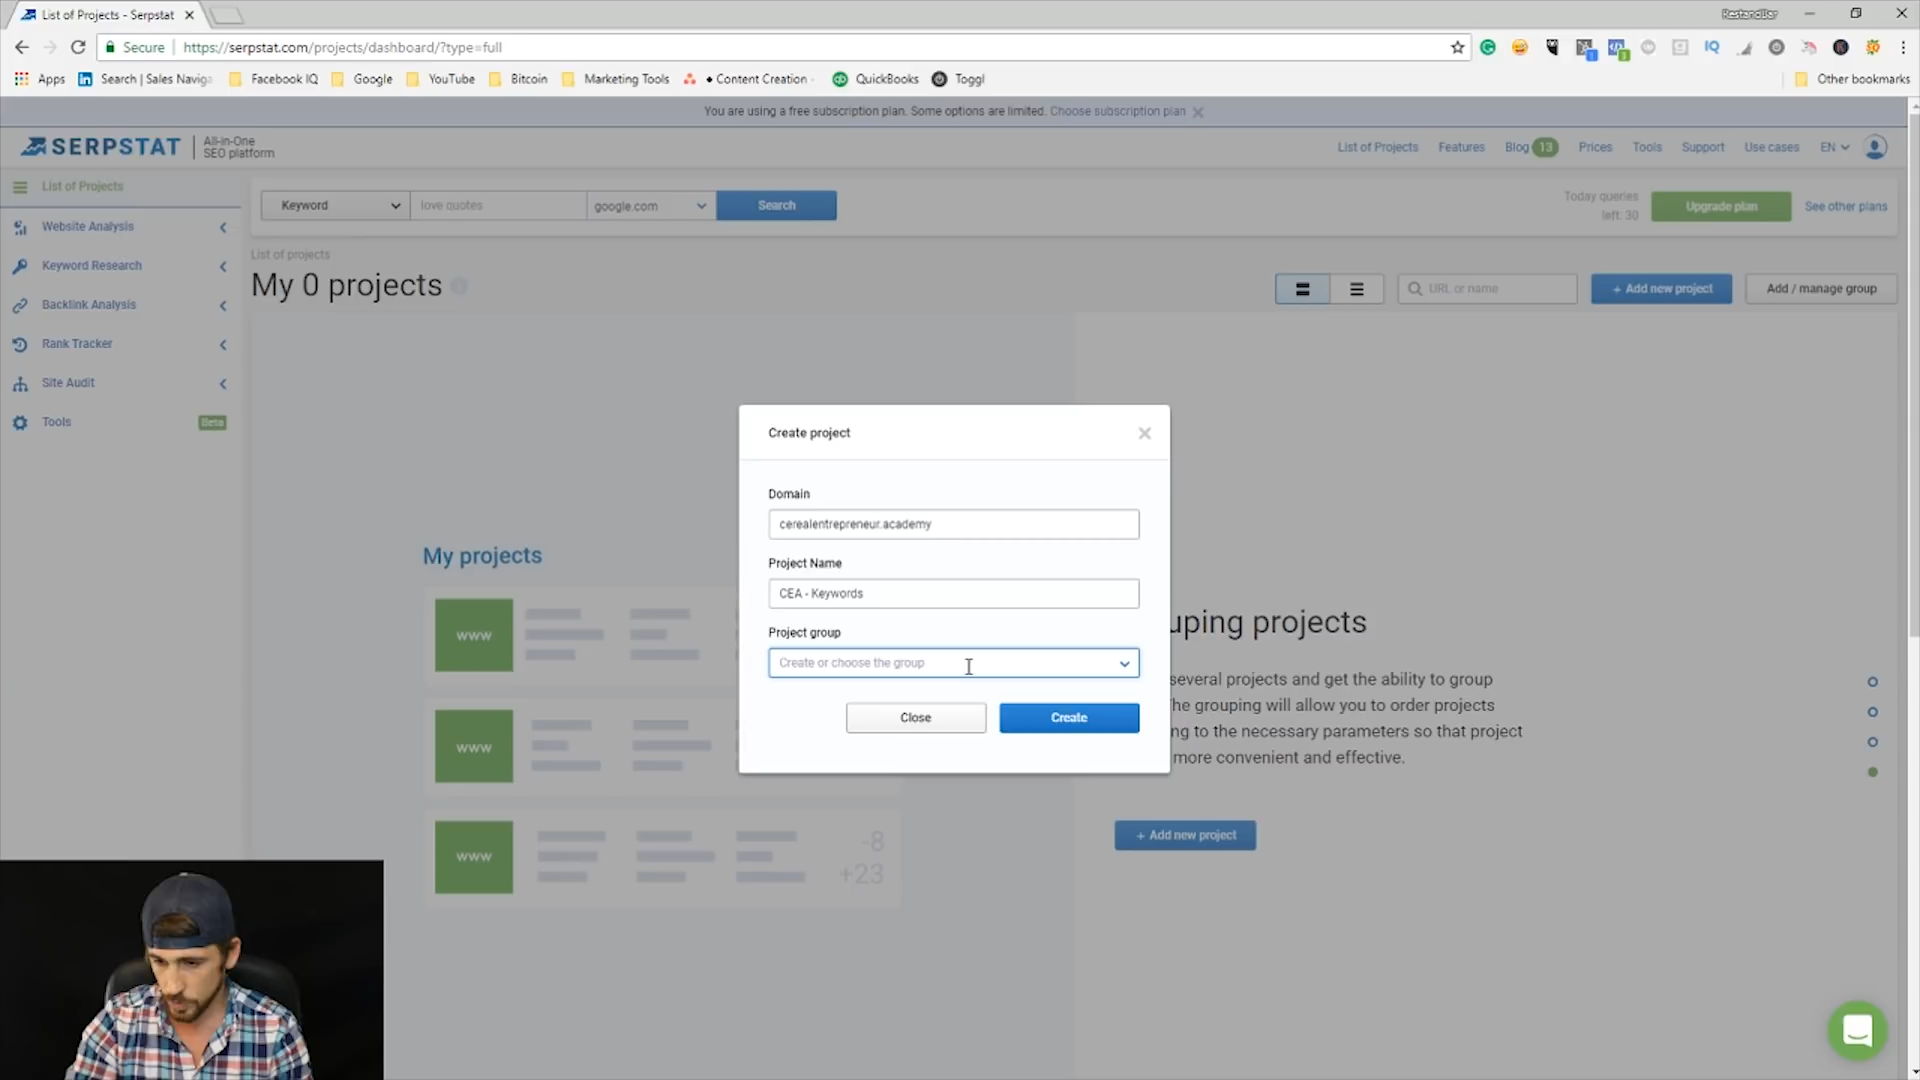 List of Projects - Serpstat
RestandBar
Secure
https://serpstat.com/projects/dashboard/?type=full
IQ
Apps
Search | Sales Naviga
Facebook IQ
Google
YouTube
Bitcoin
Marketing Tools
• Content Creation
QuickBooks
Toggl
Other bookmarks
You are using a free subscription plan. Some options are limited. Choose subscription plan
SERPSTAT
All-in-One
SEO platform
List of Projects
Features
Blog 13
Prices
Tools
Support
Use cases
EN
List of Projects
Website Analysis
Keyword Research
Backlink Analysis
Rank Tracker
Site Audit
Tools
Beta
Keyword
love quotes
google.com
Search
Today queries
left: 30
Upgrade plan
See other plans
List of projects
My 0 projects
URL or name
+ Add new project
Add / manage group
My projects
www
www
www
-8
+23
Create project
Domain
cerealentrepreneur.academy
Project Name
CEA - Keywords
Project group
Create or choose the group
Close
Create
uping projects
several projects and get the ability to group
he grouping will allow you to order projects
ng to the necessary parameters so that project
more convenient and effective.
+ Add new project